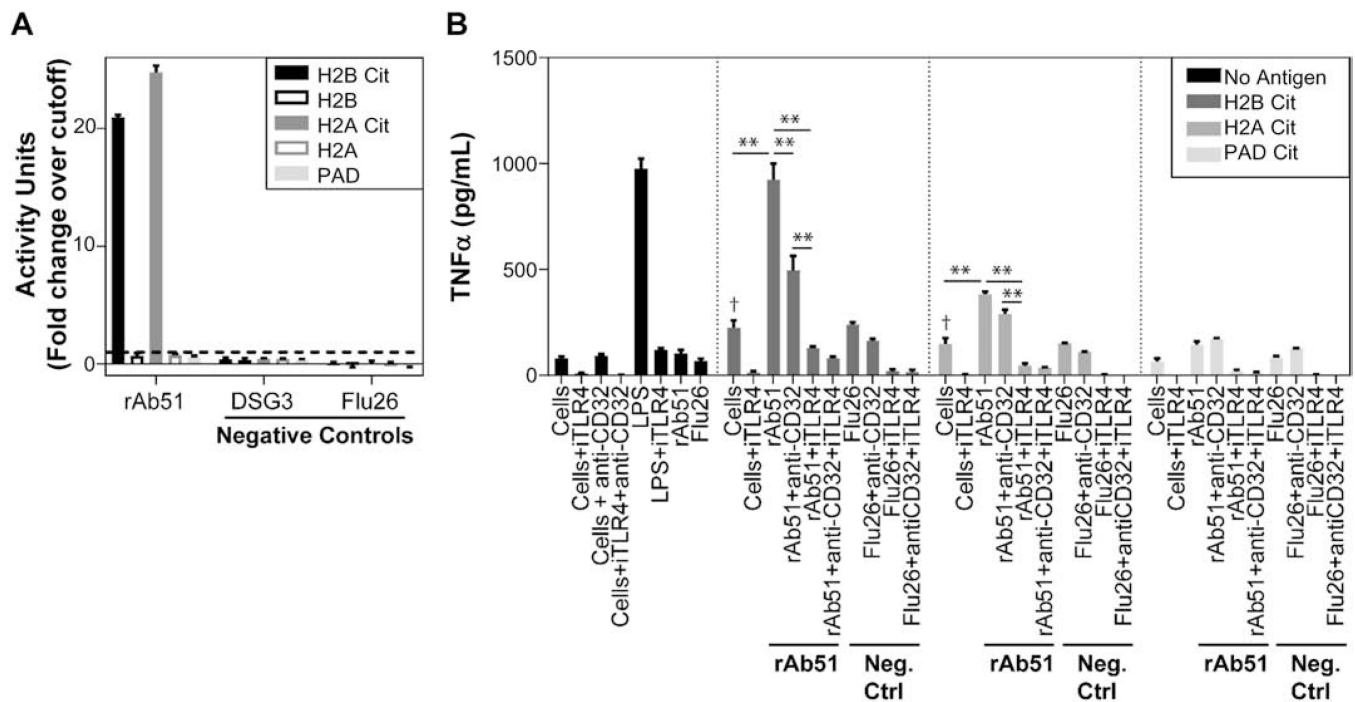 A
Activity Units
(Fold change over cutoff)
20
10
0
H2B Cit
H2B
H2A Cit
H2A
PAD
rAb51
DSG3
Flu26
Negative Controls
B
TNFα (pg/mL)
1500
1000
500
0
No Antigen
H2B Cit
H2A Cit
PAD Cit
**
**
**
**
†
**
**
**
†
Cells
Cells+iTLR4
Cells + anti-CD32
Cells+iTLR4+anti-CD32
LPS
LPS+iTLR4
rAb51
Flu26
Cells
Cells+iTLR4
rAb51
rAb51+anti-CD32
rAb51+iTLR4
rAb51+anti-CD32+iTLR4
Flu26
Flu26+anti-CD32
Flu26+iTLR4
Flu26+antiCD32+iTLR4
Cells
Cells+iTLR4
rAb51
rAb51+anti-CD32
rAb51+iTLR4
rAb51+anti-CD32+iTLR4
Flu26
Flu26+anti-CD32
Flu26+iTLR4
Flu26+antiCD32+iTLR4
Cells
Cells+iTLR4
rAb51
rAb51+anti-CD32
rAb51+iTLR4
rAb51+anti-CD32+iTLR4
Flu26
Flu26+anti-CD32
Flu26+iTLR4
Flu26+antiCD32+iTLR4
rAb51
Neg.
Ctrl
rAb51
Neg.
Ctrl
rAb51
Neg.
Ctrl